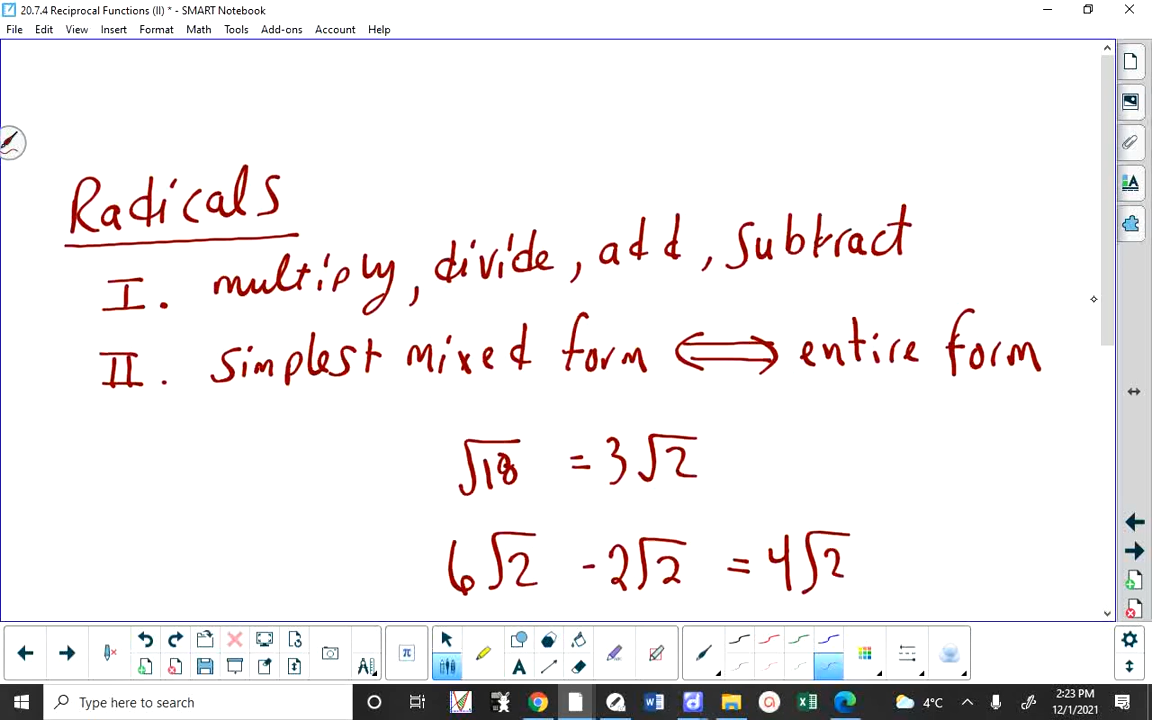 20.7.4 Reciprocal Functions (II) * - SMART Notebook
File Edit View Insert Format Math Tools Add-ons Account Help
Radicals
I. multiply, divide, add, subtract
II. simplest mixed form ⟺ entire form
√18 = 3√2
6√2 - 2√2 = 4√2
Type here to search
4°C
2:23 PM
12/1/2021